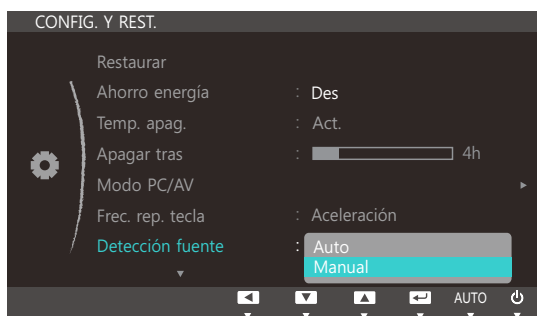 CONFIG. Y REST.
Restaurar
Ahorro energía : Des
Temp. apag. : Act.
Apagar tras : 4h
Modo PC/AV
Frec. rep. tecla : Aceleración
Detección fuente : Auto
Manual
AUTO